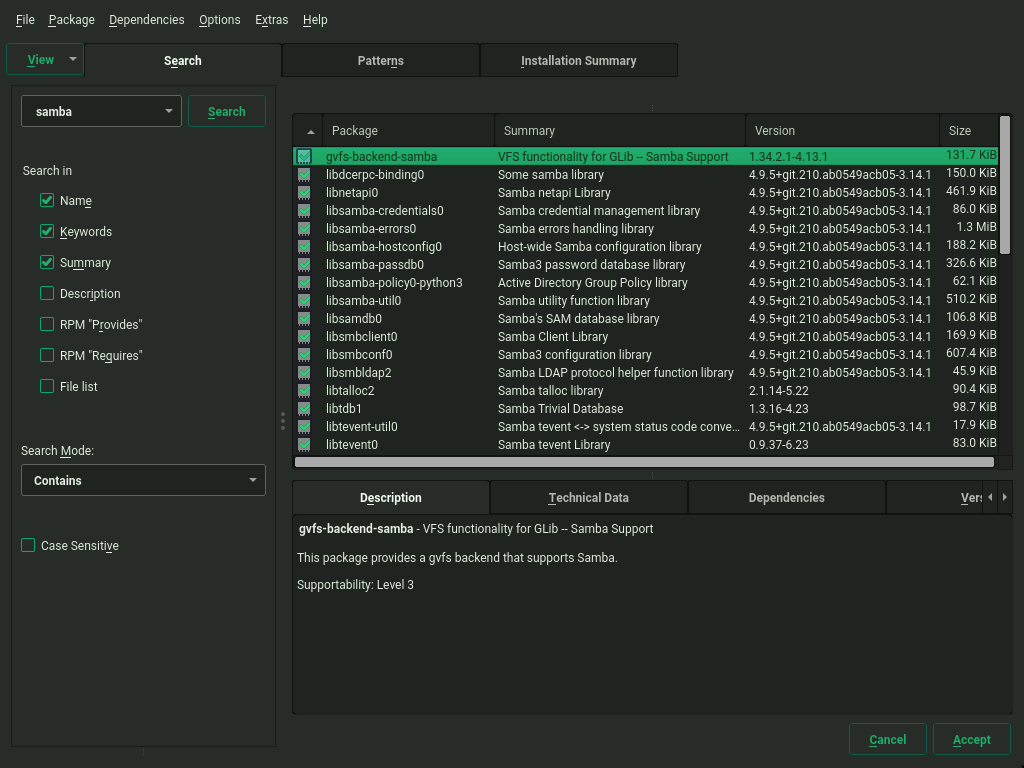 File Package Dependencies Options Extras Help
View Search Patterns Installation Summary
samba Search
Search in
Name
Keywords
Summary
Description
RPM "Provides"
RPM "Requires"
File list
Search Mode:
Contains
Case Sensitive
Package Summary Version Size
gvfs-backend-samba VFS functionality for GLib -- Samba Support 1.34.2.1-4.13.1 131.7 KiB
libdcerpc-binding0 Some samba library 4.9.5+git.210.ab0549acb05-3.14.1 150.0 KiB
libnetapi0 Samba netapi Library 4.9.5+git.210.ab0549acb05-3.14.1 461.9 KiB
libsamba-credentials0 Samba credential management library 4.9.5+git.210.ab0549acb05-3.14.1 86.0 KiB
libsamba-errors0 Samba errors handling library 4.9.5+git.210.ab0549acb05-3.14.1 1.3 MiB
libsamba-hostconfig0 Host-wide Samba configuration library 4.9.5+git.210.ab0549acb05-3.14.1 188.2 KiB
libsamba-passdb0 Samba3 password database library 4.9.5+git.210.ab0549acb05-3.14.1 326.6 KiB
libsamba-policy0-python3 Active Directory Group Policy library 4.9.5+git.210.ab0549acb05-3.14.1 62.1 KiB
libsamba-util0 Samba utility function library 4.9.5+git.210.ab0549acb05-3.14.1 510.2 KiB
libsamdb0 Samba's SAM database library 4.9.5+git.210.ab0549acb05-3.14.1 106.8 KiB
libsmbclient0 Samba Client Library 4.9.5+git.210.ab0549acb05-3.14.1 169.9 KiB
libsmbconf0 Samba3 configuration library 4.9.5+git.210.ab0549acb05-3.14.1 607.4 KiB
libsmbldap2 Samba LDAP protocol helper function library 4.9.5+git.210.ab0549acb05-3.14.1 45.9 KiB
libtalloc2 Samba talloc library 2.1.14-5.22 90.4 KiB
libtdb1 Samba Trivial Database 1.3.16-4.23 98.7 KiB
libtevent-util0 Samba tevent <-> system status code conve... 4.9.5+git.210.ab0549acb05-3.14.1 17.9 KiB
libtevent0 Samba tevent Library 0.9.37-6.23 83.0 KiB
Description Technical Data Dependencies Vers
gvfs-backend-samba - VFS functionality for GLib -- Samba Support
This package provides a gvfs backend that supports Samba.
Supportability: Level 3
Cancel Accept